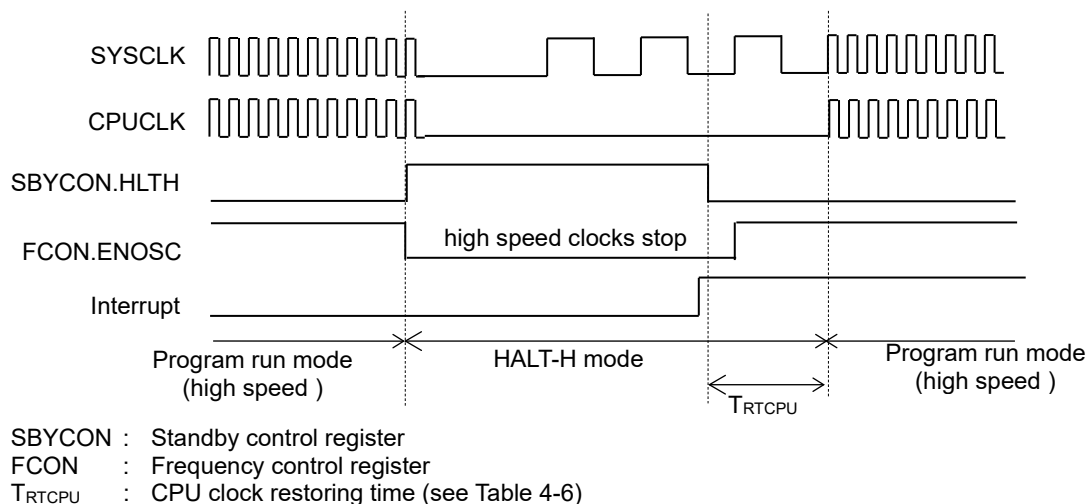 SYSCLK
CPUCLK
SBYCON.HLTH
FCON.ENOSC
high speed clocks stop
Interrupt
Program run mode
(high speed )
HALT-H mode
Program run mode
(high speed )
TRTCPU
SBYCON : Standby control register
FCON : Frequency control register
TRTCPU : CPU clock restoring time (see Table 4-6)